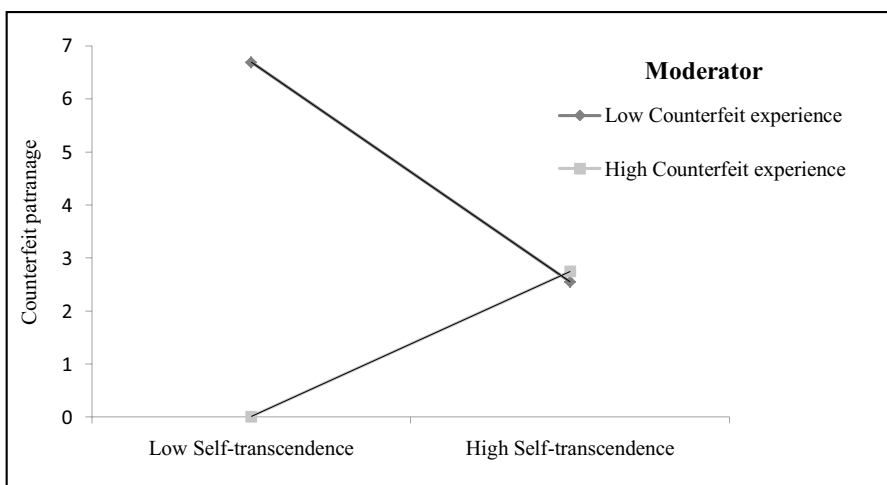 7
6
5
4
3
2
1
0
Counterfeit patranage
Low Self-transcendence
High Self-transcendence
Moderator
Low Counterfeit experience
High Counterfeit experience